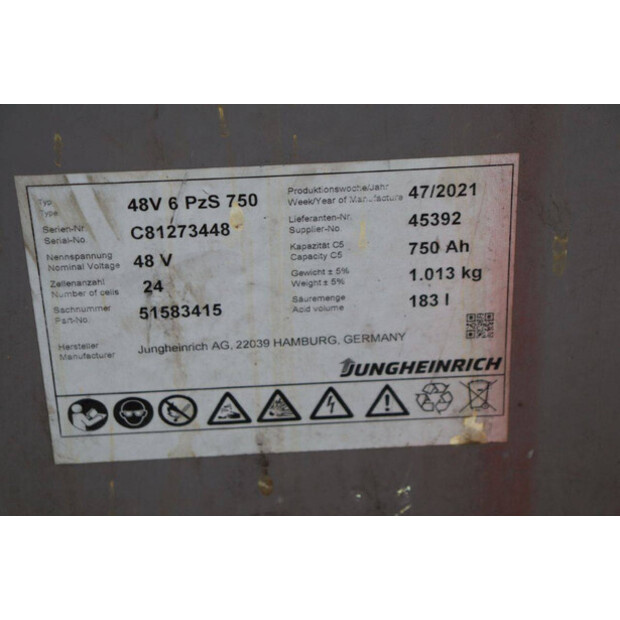 Typ 48V 6 PzS 750
Type
Serien-Nr. C81273448
Serial-No.
Nennspannung 48 V
Nominal Voltage
Zellenanzahl 24
Number of cells
Sachnummer 51583415
Part-No.
Hersteller Jungheinrich AG, 22039 HAMBURG, GERMANY
Manufacturer
Produktionswoche/Jahr 47/2021
Week/Year of Manufacture
Lieferanten-Nr. 45392
Supplier-No.
Kapazität C5 750 Ah
Capacity C5
Gewicht ± 5% 1.013 kg
Weight ± 5%
Säuremenge 183 l
Acid volume
JUNGHEINRICH